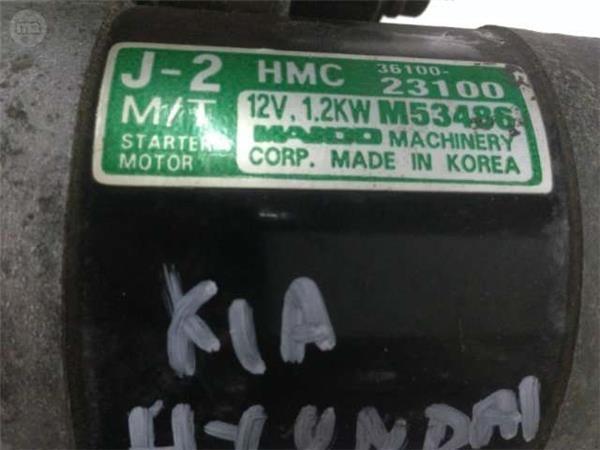 J-2 HMC 36100-
23100
M/T 12V, 1.2KW M53486
STARTER MANDO MACHINERY
MOTOR CORP. MADE IN KOREA
KIA
HYUNDAI